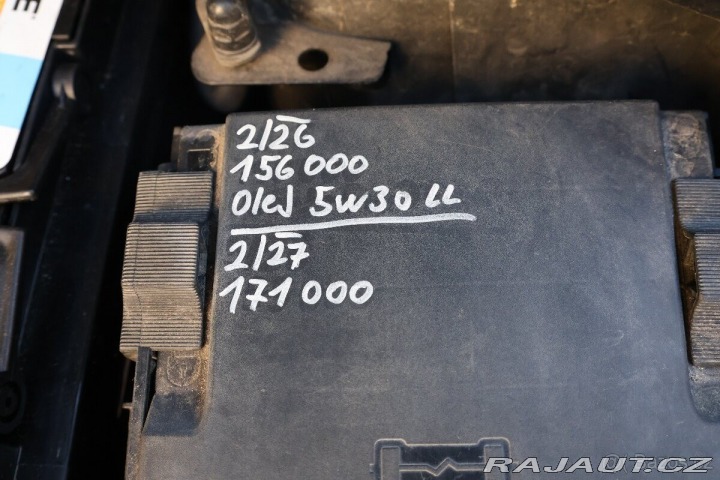 E
2/26
156 000
Olej 5W30 LL
2/27
171 000
RAJAUT.CZ